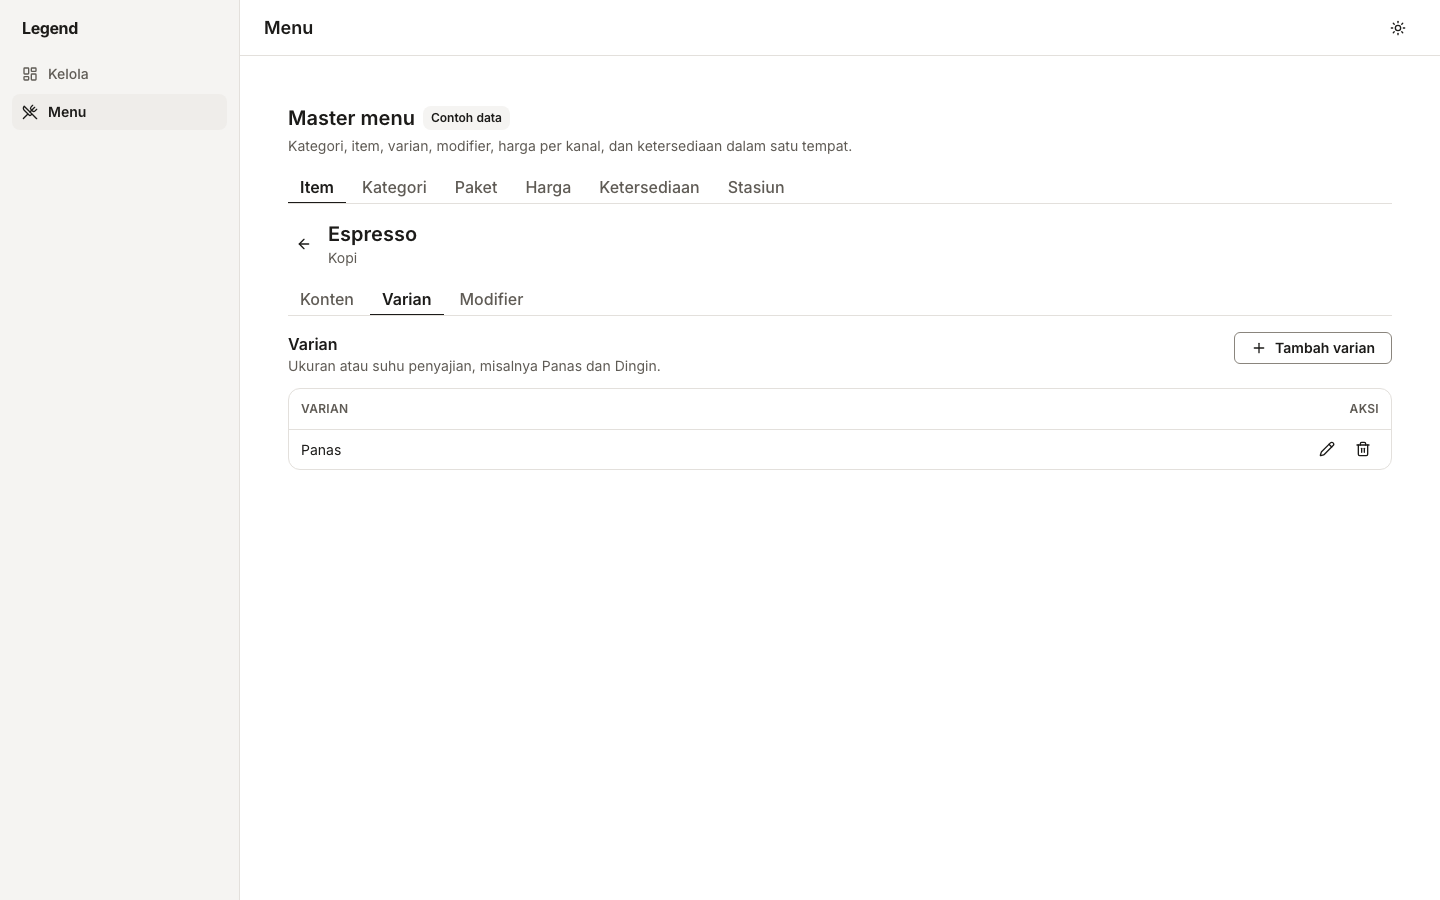 Legend
Menu
Kelola
Menu
Master menu Contoh data
Kategori, item, varian, modifier, harga per kanal, dan ketersediaan dalam satu tempat.
Item Kategori Paket Harga Ketersediaan Stasiun
Espresso
Kopi
Konten Varian Modifier
Varian
Tambah varian
Ukuran atau suhu penyajian, misalnya Panas dan Dingin.
VARIAN AKSI
Panas